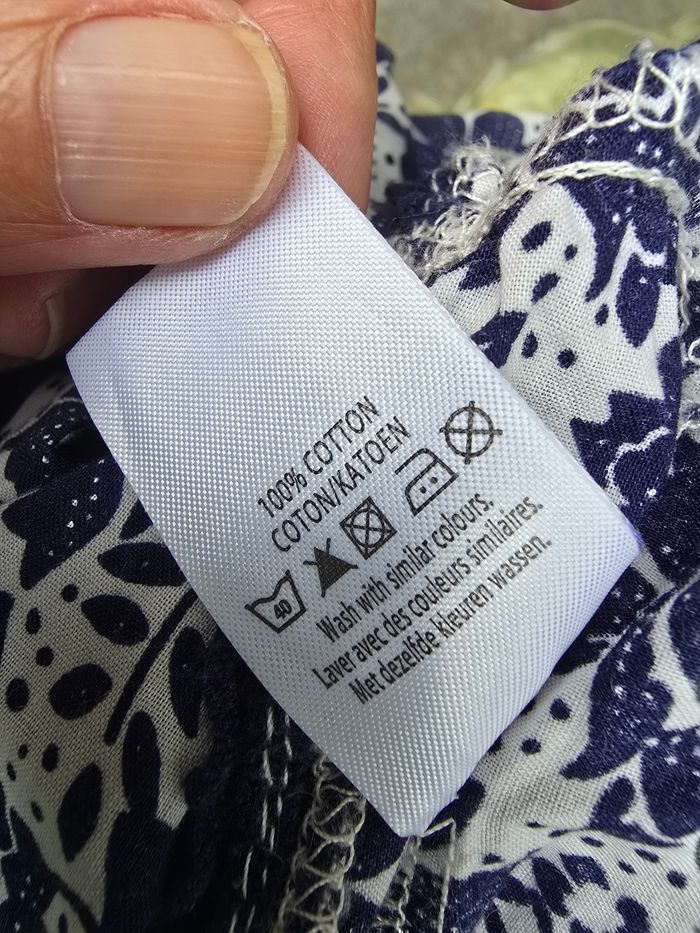 100% COTTON
COTON/KATOEN
40
Wash with similar colours.
Laver avec des couleurs similaires.
Met dezelfde kleuren wassen.